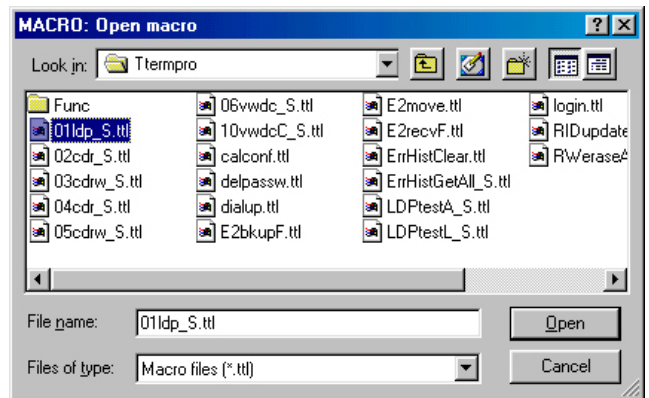 MACRO: Open macro
Look in: Ttermpro
Func
01ldp_S.ttl
02cdr_S.ttl
03cdrw_S.ttl
04cdr_S.ttl
05cdrw_S.ttl
06vwdc_S.ttl
10vwdcC_S.ttl
calconf.ttl
delpassw.ttl
dialup.ttl
E2bkupF.ttl
E2move.ttl
E2recvF.ttl
ErrHistClear.ttl
ErrHistGetAll_S.ttl
LDPtestA_S.ttl
LDPtestL_S.ttl
login.ttl
RIDupdate
RWeraseA
File name: 01ldp_S.ttl
Open
Files of type: Macro files (*.ttl)
Cancel